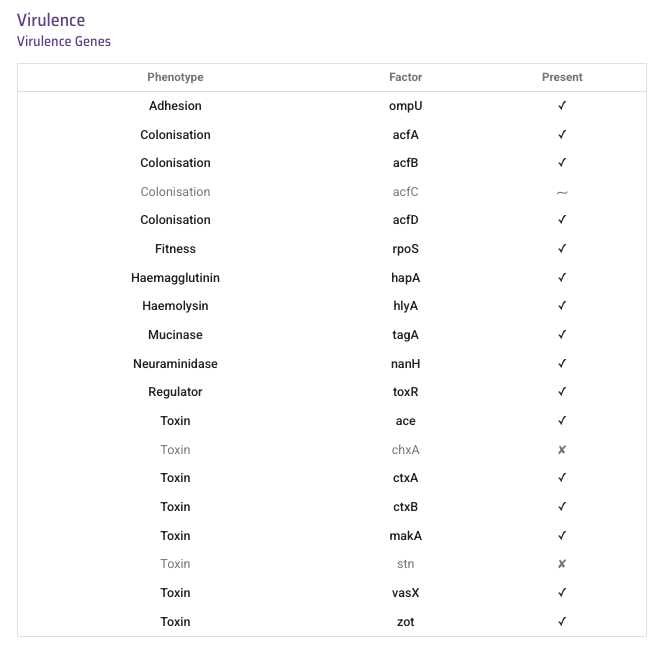 Virulence
Virulence Genes
Phenotype Factor Present
Adhesion ompU ✓
Colonisation acfA ✓
Colonisation acfB ✓
Colonisation acfC ~
Colonisation acfD ✓
Fitness rpoS ✓
Haemagglutinin hapA ✓
Haemolysin hlyA ✓
Mucinase tagA ✓
Neuraminidase nanH ✓
Regulator toxR ✓
Toxin ace ✓
Toxin chxA ✘
Toxin ctxA ✓
Toxin ctxB ✓
Toxin makA ✓
Toxin stn ✘
Toxin vasX ✓
Toxin zot ✓